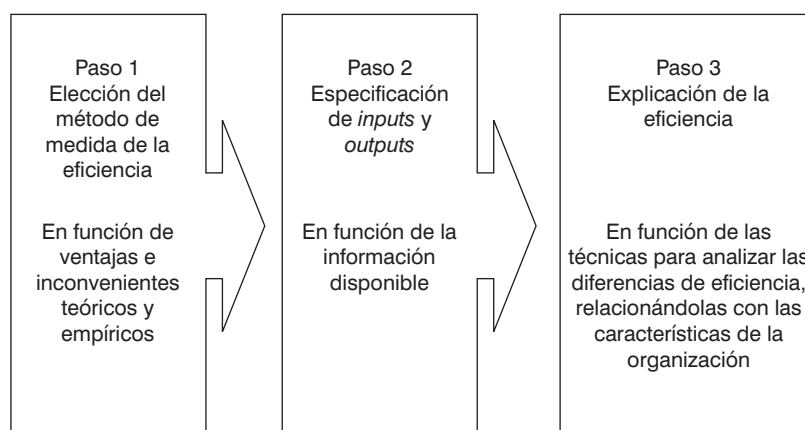 Paso 1
Elección del
método de
medida de la
eficiencia
En función de
ventajas e
inconvenientes
teóricos y
empíricos
Paso 2
Especificación
de inputs y
outputs
En función de la
información
disponible
Paso 3
Explicación de la
eficiencia
En función de las
técnicas para analizar las
diferencias de eficiencia,
relacionándolas con las
características de la
organización